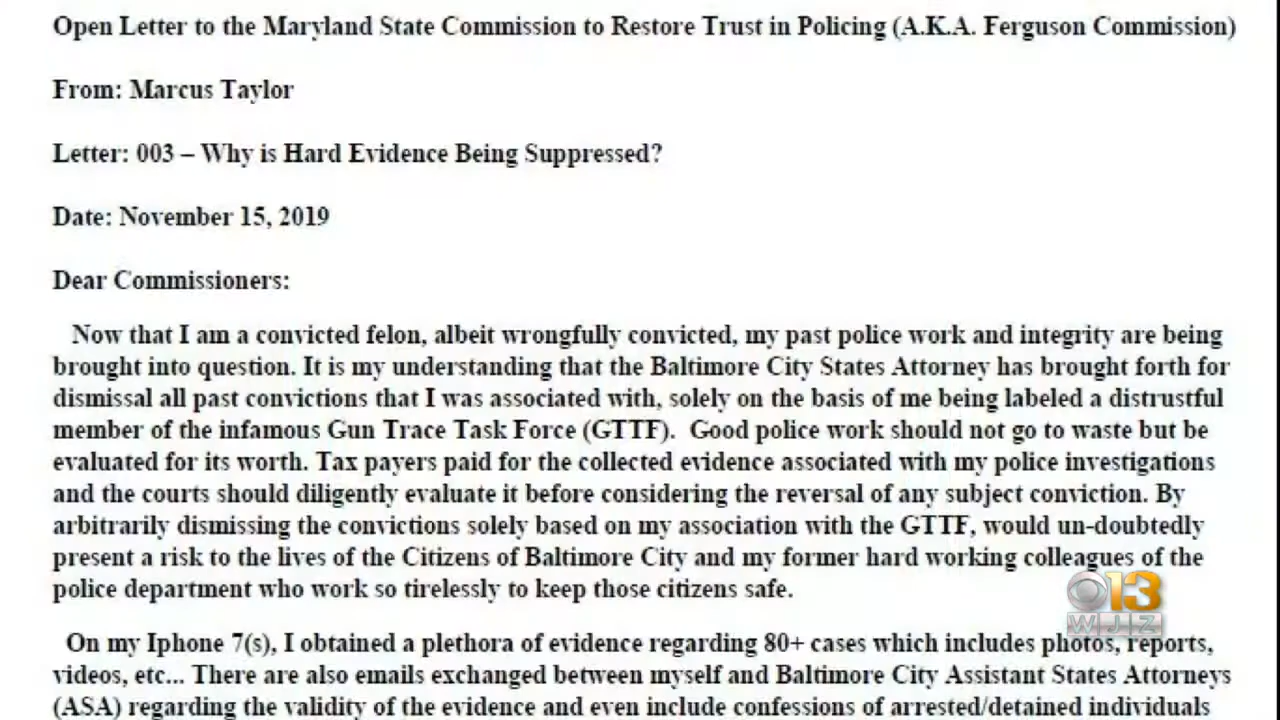 Open Letter to the Maryland State Commission to Restore Trust in Policing (A.K.A. Ferguson Commission)
From: Marcus Taylor
Letter: 003 – Why is Hard Evidence Being Suppressed?
Date: November 15, 2019
Dear Commissioners:
Now that I am a convicted felon, albeit wrongfully convicted, my past police work and integrity are being
brought into question. It is my understanding that the Baltimore City States Attorney has brought forth for
dismissal all past convictions that I was associated with, solely on the basis of me being labeled a distrustful
member of the infamous Gun Trace Task Force (GTTF). Good police work should not go to waste but be
evaluated for its worth. Tax payers paid for the collected evidence associated with my police investigations
and the courts should diligently evaluate it before considering the reversal of any subject conviction. By
arbitrarily dismissing the convictions solely based on my association with the GTTF, would un-doubtedly
present a risk to the lives of the Citizens of Baltimore City and my former hard working colleagues of the
police department who work so tirelessly to keep those citizens safe.
13
WJZ
On my Iphone 7(s), I obtained a plethora of evidence regarding 80+ cases which includes photos, reports,
videos, etc... There are also emails exchanged between myself and Baltimore City Assistant States Attorneys
(ASA) regarding the validity of the evidence and even include confessions of arrested/detained individuals